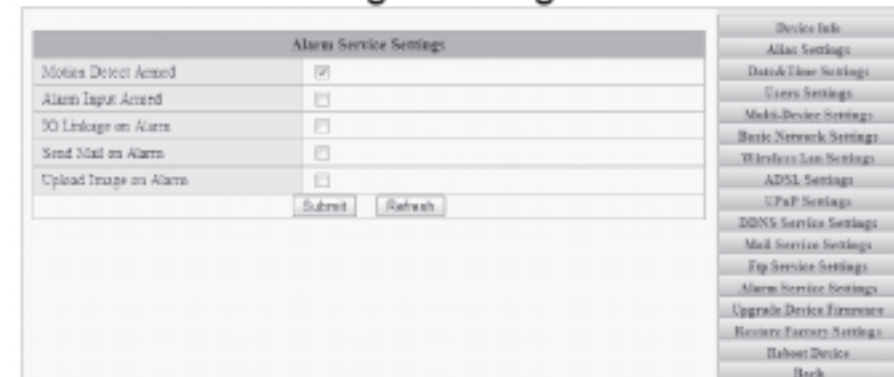 Alarm Service Settings
Motion Detect Armed
Alarm Input Armed
IO Linkage on Alarm
Send Mail on Alarm
Upload Image on Alarm
Submit Refresh
Device Info
Alias Settings
Date&Time Settings
Users Settings
Multi-Device Settings
Basic Network Settings
Wireless Lan Settings
ADSL Settings
UPnP Settings
DDNS Service Settings
Mail Service Settings
Ftp Service Settings
Alarm Service Settings
Upgrade Device Firmware
Restore Factory Settings
Reboot Device
Back